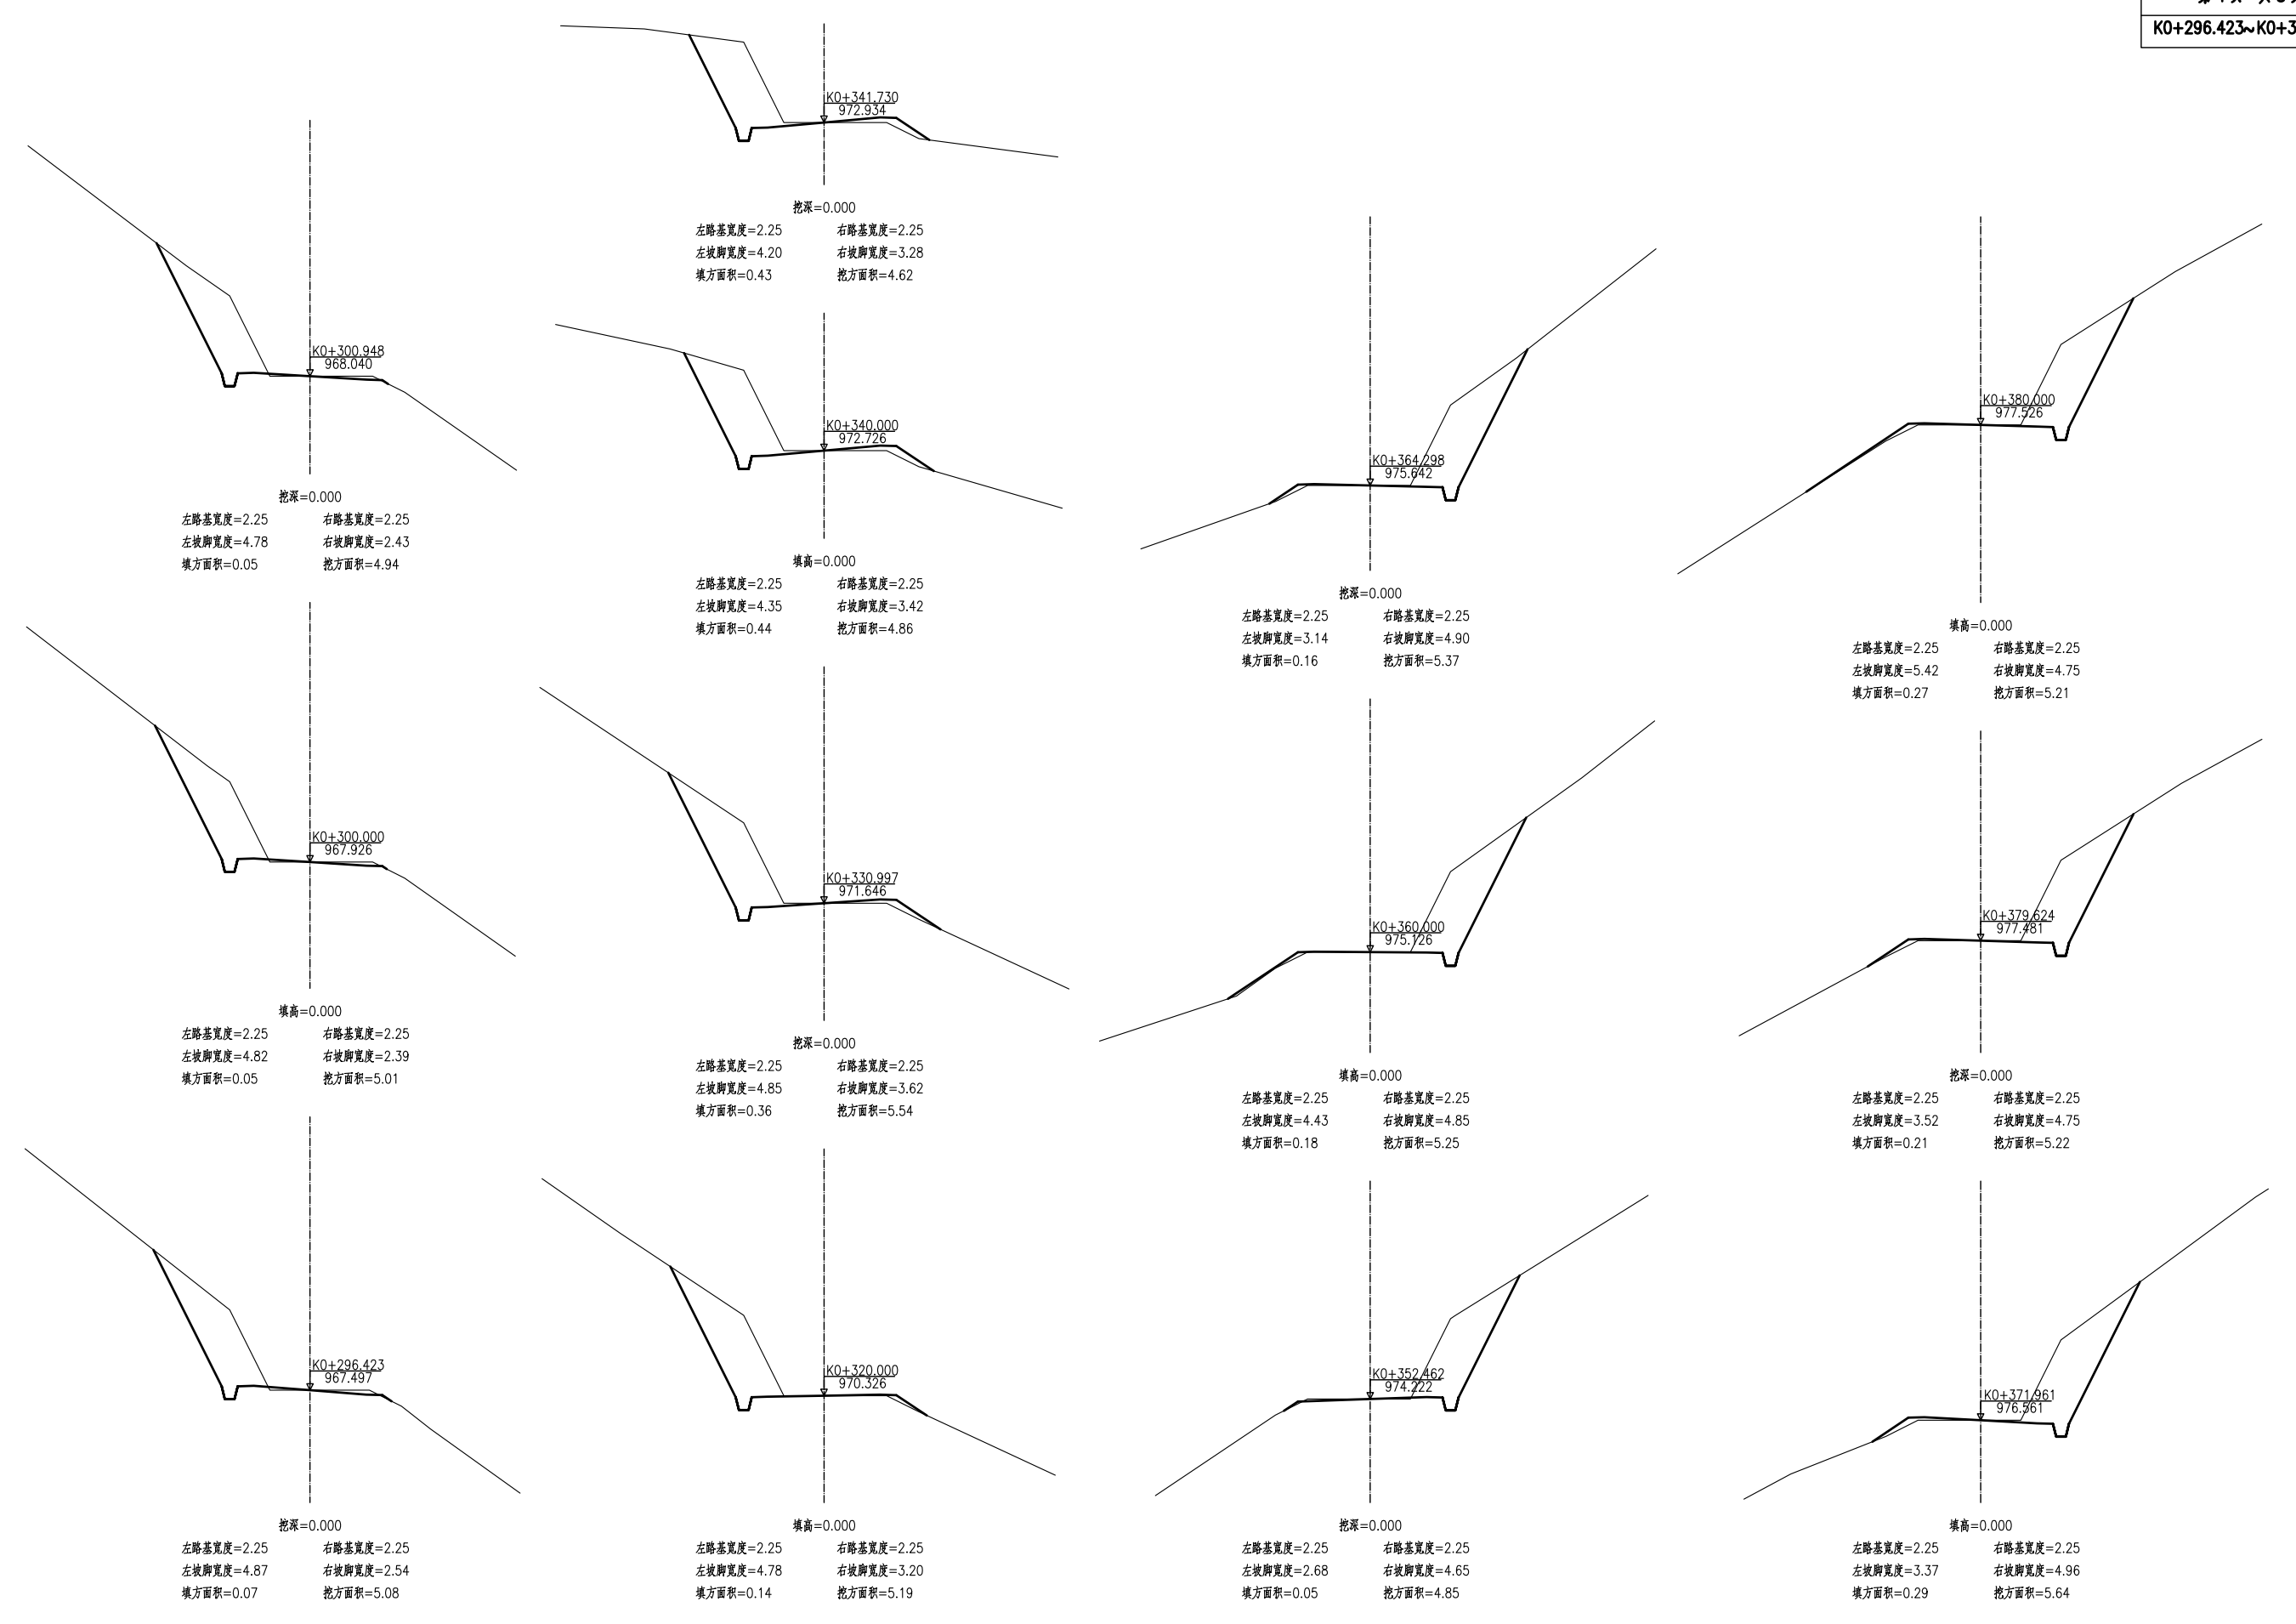 K0+296.423~K0+3
K0+341.730
972.934
挖深=0.000
左路基宽度=2.25 右路基宽度=2.25
左坡脚宽度=4.20 右坡脚宽度=3.28
填方面积=0.43 挖方面积=4.62
K0+300.948
968.040
挖深=0.000
左路基宽度=2.25 右路基宽度=2.25
左坡脚宽度=4.78 右坡脚宽度=2.43
填方面积=0.05 挖方面积=4.94
K0+340.000
972.726
填高=0.000
左路基宽度=2.25 右路基宽度=2.25
左坡脚宽度=4.35 右坡脚宽度=3.42
填方面积=0.44 挖方面积=4.86
K0+364.298
975.642
挖深=0.000
左路基宽度=2.25 右路基宽度=2.25
左坡脚宽度=3.14 右坡脚宽度=4.90
填方面积=0.16 挖方面积=5.37
K0+380.000
977.526
填高=0.000
左路基宽度=2.25 右路基宽度=2.25
左坡脚宽度=5.42 右坡脚宽度=4.75
填方面积=0.27 挖方面积=5.21
K0+300.000
967.926
填高=0.000
左路基宽度=2.25 右路基宽度=2.25
左坡脚宽度=4.82 右坡脚宽度=2.39
填方面积=0.05 挖方面积=5.01
K0+330.997
971.646
挖深=0.000
左路基宽度=2.25 右路基宽度=2.25
左坡脚宽度=4.85 右坡脚宽度=3.62
填方面积=0.36 挖方面积=5.54
K0+360.000
975.126
填高=0.000
左路基宽度=2.25 右路基宽度=2.25
左坡脚宽度=4.43 右坡脚宽度=4.85
填方面积=0.18 挖方面积=5.25
K0+379.624
977.481
挖深=0.000
左路基宽度=2.25 右路基宽度=2.25
左坡脚宽度=3.52 右坡脚宽度=4.75
填方面积=0.21 挖方面积=5.22
K0+296.423
967.497
挖深=0.000
左路基宽度=2.25 右路基宽度=2.25
左坡脚宽度=4.87 右坡脚宽度=2.54
填方面积=0.07 挖方面积=5.08
K0+320.000
970.326
填高=0.000
左路基宽度=2.25 右路基宽度=2.25
左坡脚宽度=4.78 右坡脚宽度=3.20
填方面积=0.14 挖方面积=5.19
K0+352.462
974.222
挖深=0.000
左路基宽度=2.25 右路基宽度=2.25
左坡脚宽度=2.68 右坡脚宽度=4.65
填方面积=0.05 挖方面积=4.85
K0+371.961
976.561
填高=0.000
左路基宽度=2.25 右路基宽度=2.25
左坡脚宽度=3.37 右坡脚宽度=4.96
填方面积=0.29 挖方面积=5.64